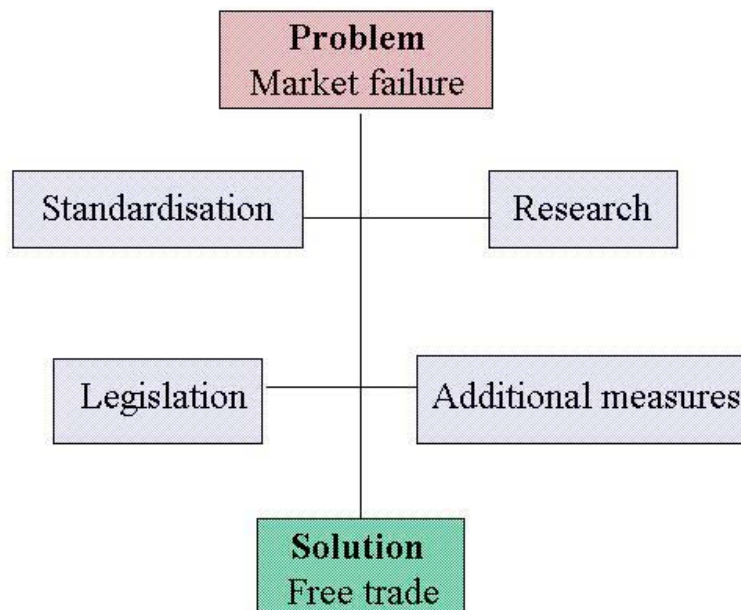 Problem
Market failure
Standardisation
Research
Legislation
Additional measures
Solution
Free trade